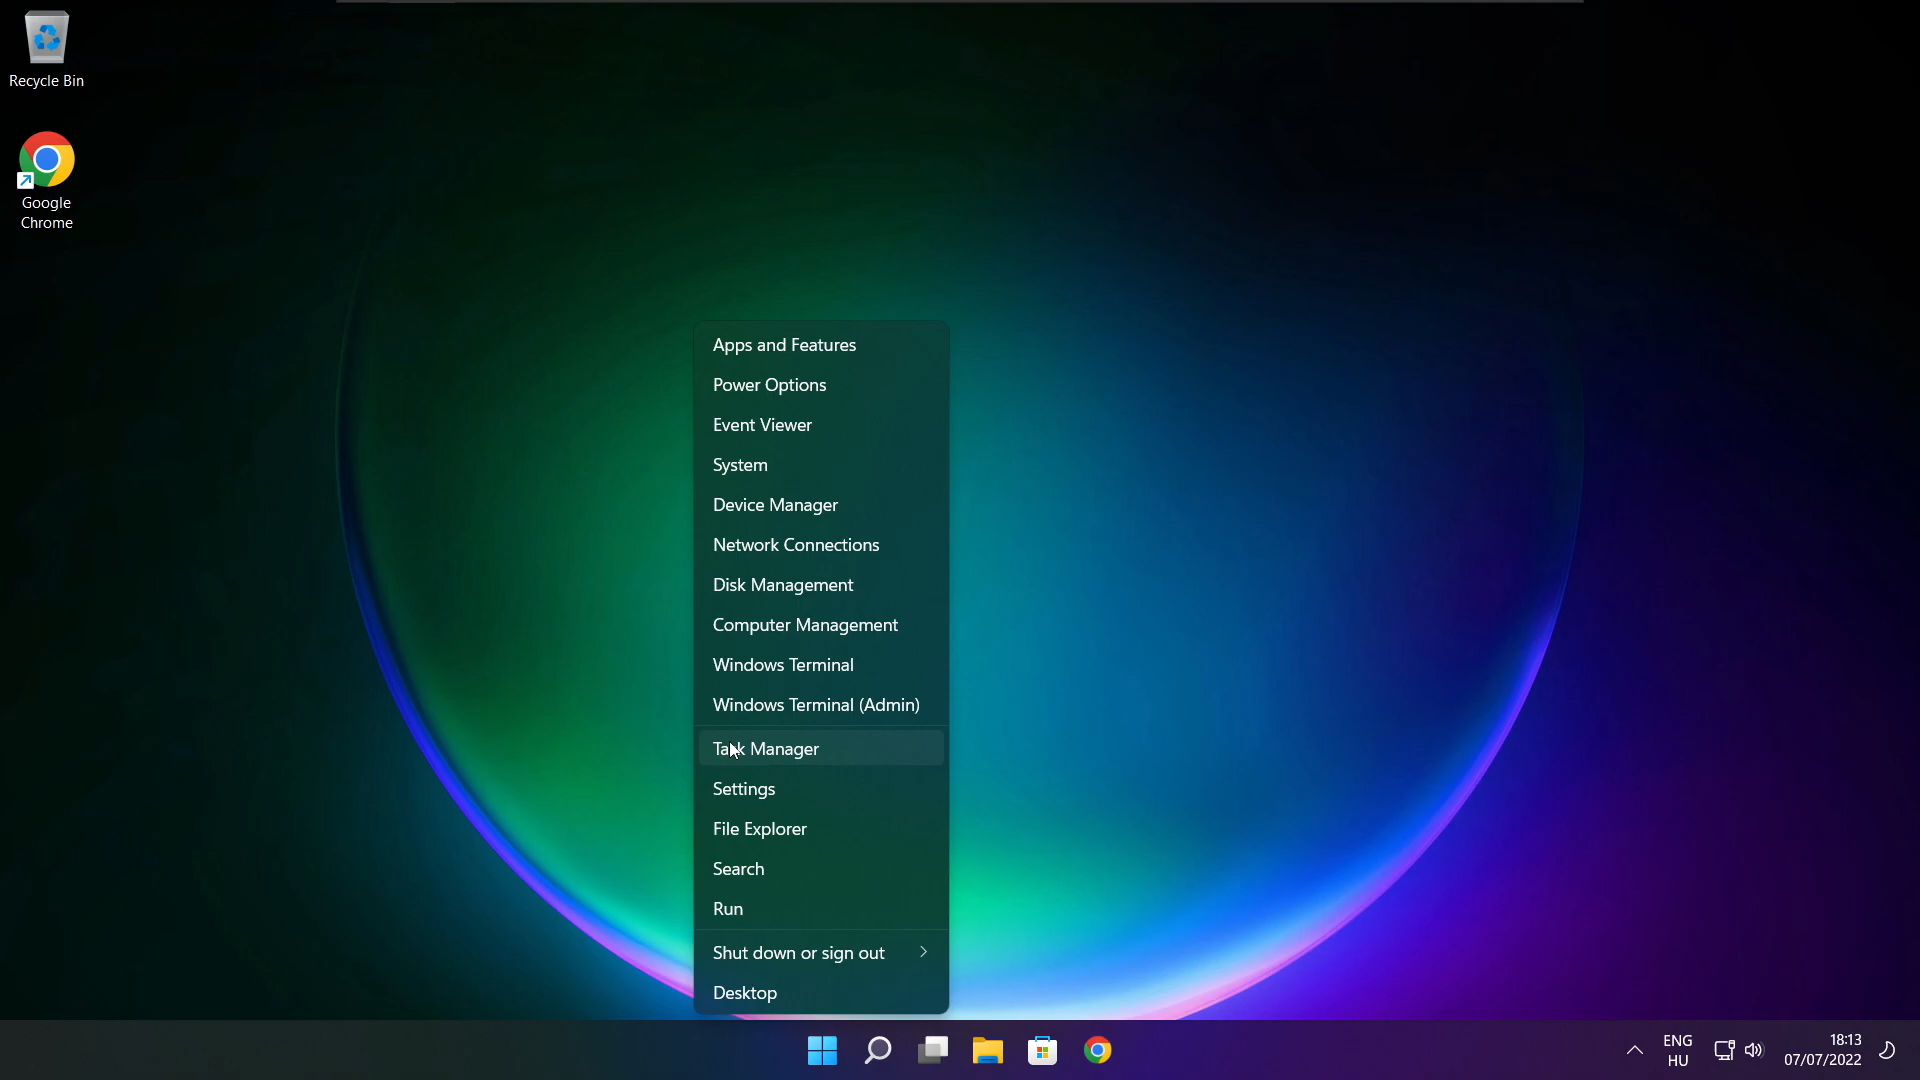 Recycle Bin
Google
Chrome
Apps and Features
Power Options
Event Viewer
System
Device Manager
Network Connections
Disk Management
Computer Management
Windows Terminal
Windows Terminal (Admin)
Task Manager
Settings
File Explorer
Search
Run
Shut down or sign out
Desktop
ENG
HU
18:13
07/07/2022